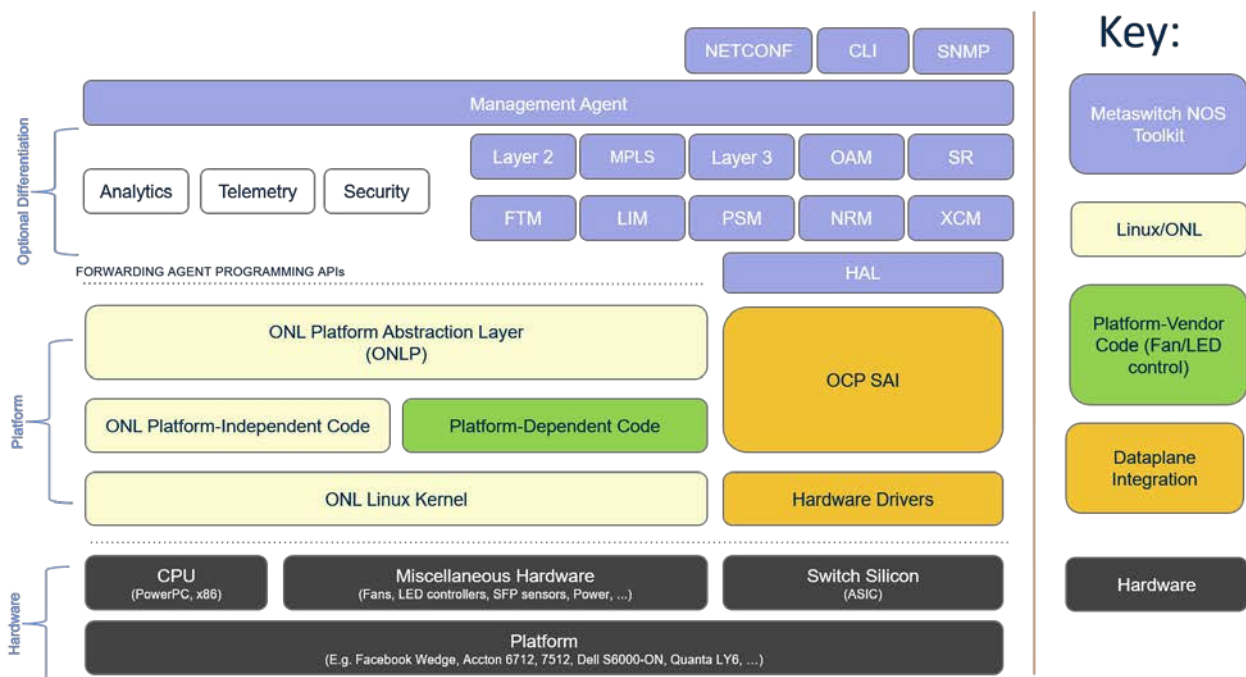 NETCONF
CLI
SNMP
Management Agent
Optional Differentiation
Analytics
Telemetry
Security
Layer 2
MPLS
Layer 3
OAM
SR
FTM
LIM
PSM
NRM
XCM
FORWARDING AGENT PROGRAMMING APIs
HAL
Platform
ONL Platform Abstraction Layer
(ONLP)
OCP SAI
ONL Platform-Independent Code
Platform-Dependent Code
ONL Linux Kernel
Hardware Drivers
Hardware
CPU
(PowerPC, x86)
Miscellaneous Hardware
(Fans, LED controllers, SFP sensors, Power, ...)
Switch Silicon
(ASIC)
Platform
(E.g. Facebook Wedge, Accton 6712, 7512, Dell S6000-ON, Quanta LY6, ...)
Key:
Metaswitch NOS
Toolkit
Linux/ONL
Platform-Vendor
Code (Fan/LED
control)
Dataplane
Integration
Hardware